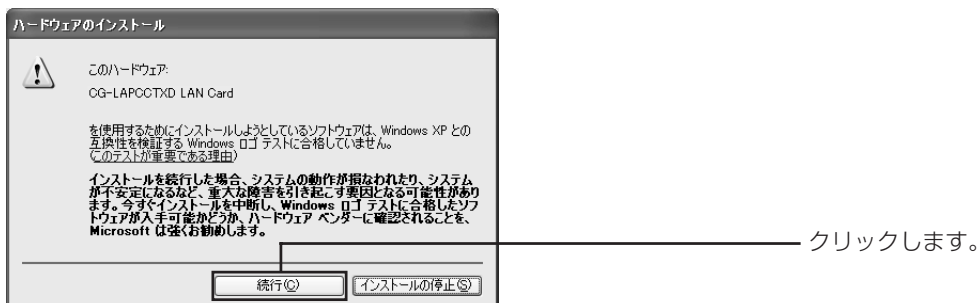 ハードウェアのインストール
このハードウェア:
CG-LAPCCTXD LAN Card
を使用するためにインストールしようとしているソフトウェアは、Windows XP との
互換性を検証する Windows ロゴ テストに合格していません。
(このテストが重要である理由)
インストールを続行した場合、システムの動作が損なわれたり、システム
が不安定になるなど、重大な障害を引き起こす要因となる可能性があり
ます。今すぐインストールを中断し、Windows ロゴ テストに合格したソフ
トウェアが入手可能かどうか、ハードウェア ベンダーに確認されることを、
Microsoft は強くお勧めします。
クリックします。
続行(C)
インストールの停止(S)